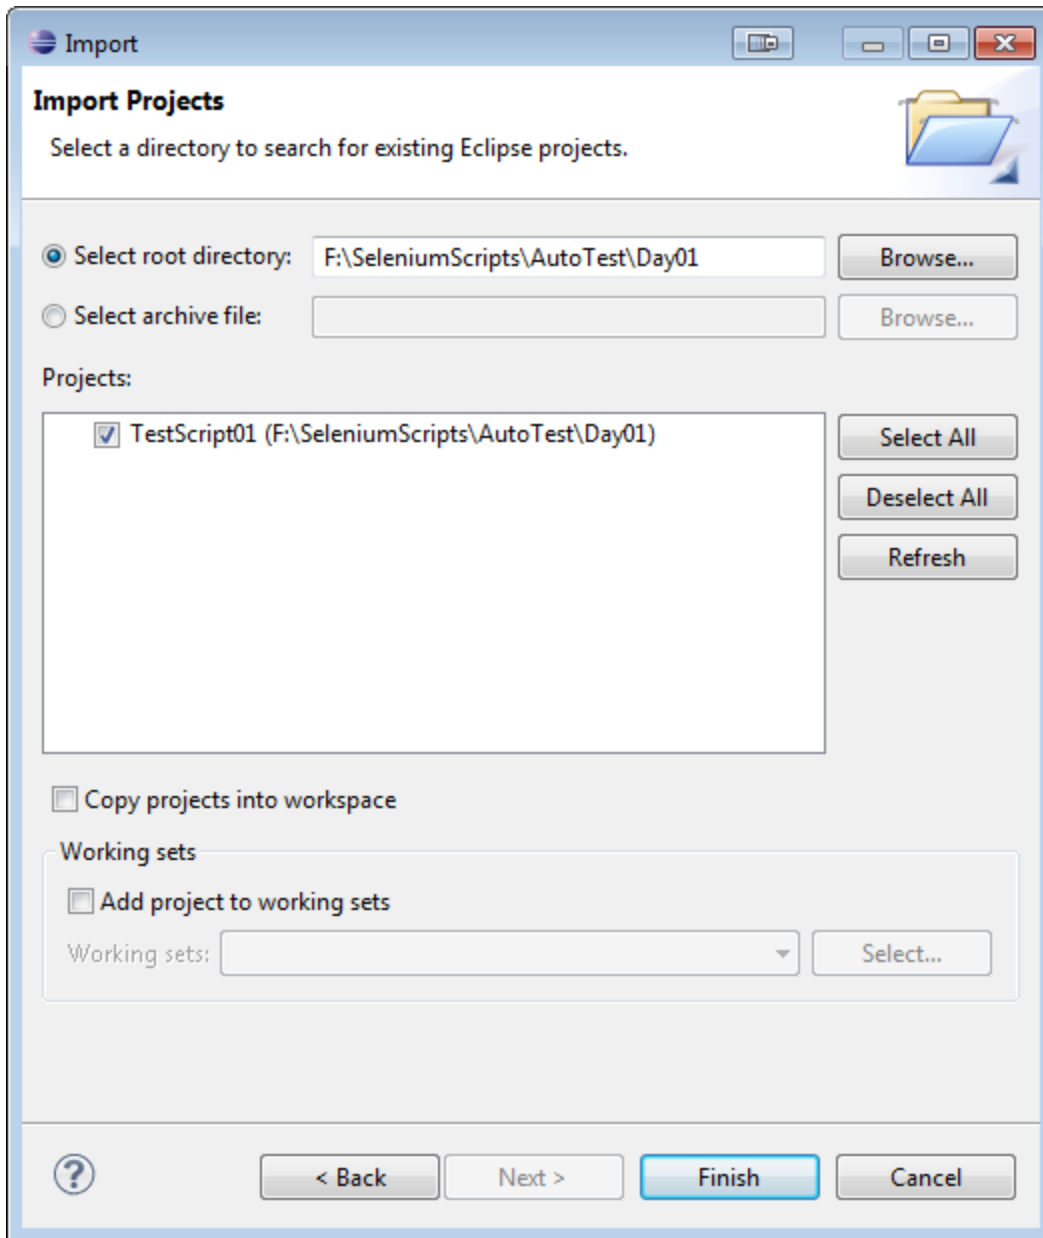 Import
Import Projects
Select a directory to search for existing Eclipse projects.
Select root directory: F:\SeleniumScripts\AutoTest\Day01 Browse...
Select archive file: Browse...
Projects:
TestScript01 (F:\SeleniumScripts\AutoTest\Day01)
Select All
Deselect All
Refresh
Copy projects into workspace
Working sets
Add project to working sets
Working sets: Select...
? < Back Next > Finish Cancel